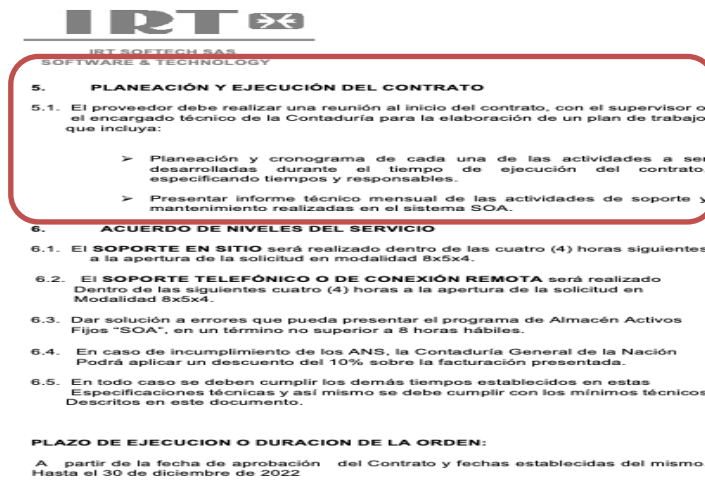 IRT
IRT SOFTECH SAS
SOFTWARE & TECHNOLOGY
5. PLANEACIÓN Y EJECUCIÓN DEL CONTRATO
5.1. El proveedor debe realizar una reunión al inicio del contrato, con el supervisor o
el encargado técnico de la Contaduría para la elaboración de un plan de trabajo
que incluya:
➤ Planeación y cronograma de cada una de las actividades a ser
desarrolladas durante el tiempo de ejecución del contrato,
especificando tiempos y responsables.
➤ Presentar informe técnico mensual de las actividades de soporte y
mantenimiento realizadas en el sistema SOA.
6. ACUERDO DE NIVELES DEL SERVICIO
6.1. El SOPORTE EN SITIO será realizado dentro de las cuatro (4) horas siguientes
a la apertura de la solicitud en modalidad 8x5x4.
6.2. El SOPORTE TELEFÓNICO O DE CONEXIÓN REMOTA será realizado
Dentro de las siguientes cuatro (4) horas a la apertura de la solicitud en
Modalidad 8x5x4.
6.3. Dar solución a errores que pueda presentar el programa de Almacén Activos
Fijos "SOA", en un término no superior a 8 horas hábiles.
6.4. En caso de incumplimiento de los ANS, la Contaduría General de la Nación
Podrá aplicar un descuento del 10% sobre la facturación presentada.
6.5. En todo caso se deben cumplir los demás tiempos establecidos en estas
Especificaciones técnicas y así mismo se debe cumplir con los mínimos técnicos
Descritos en este documento.
PLAZO DE EJECUCION O DURACION DE LA ORDEN:
A partir de la fecha de aprobación del Contrato y fechas establecidas del mismo
Hasta el 30 de diciembre de 2022